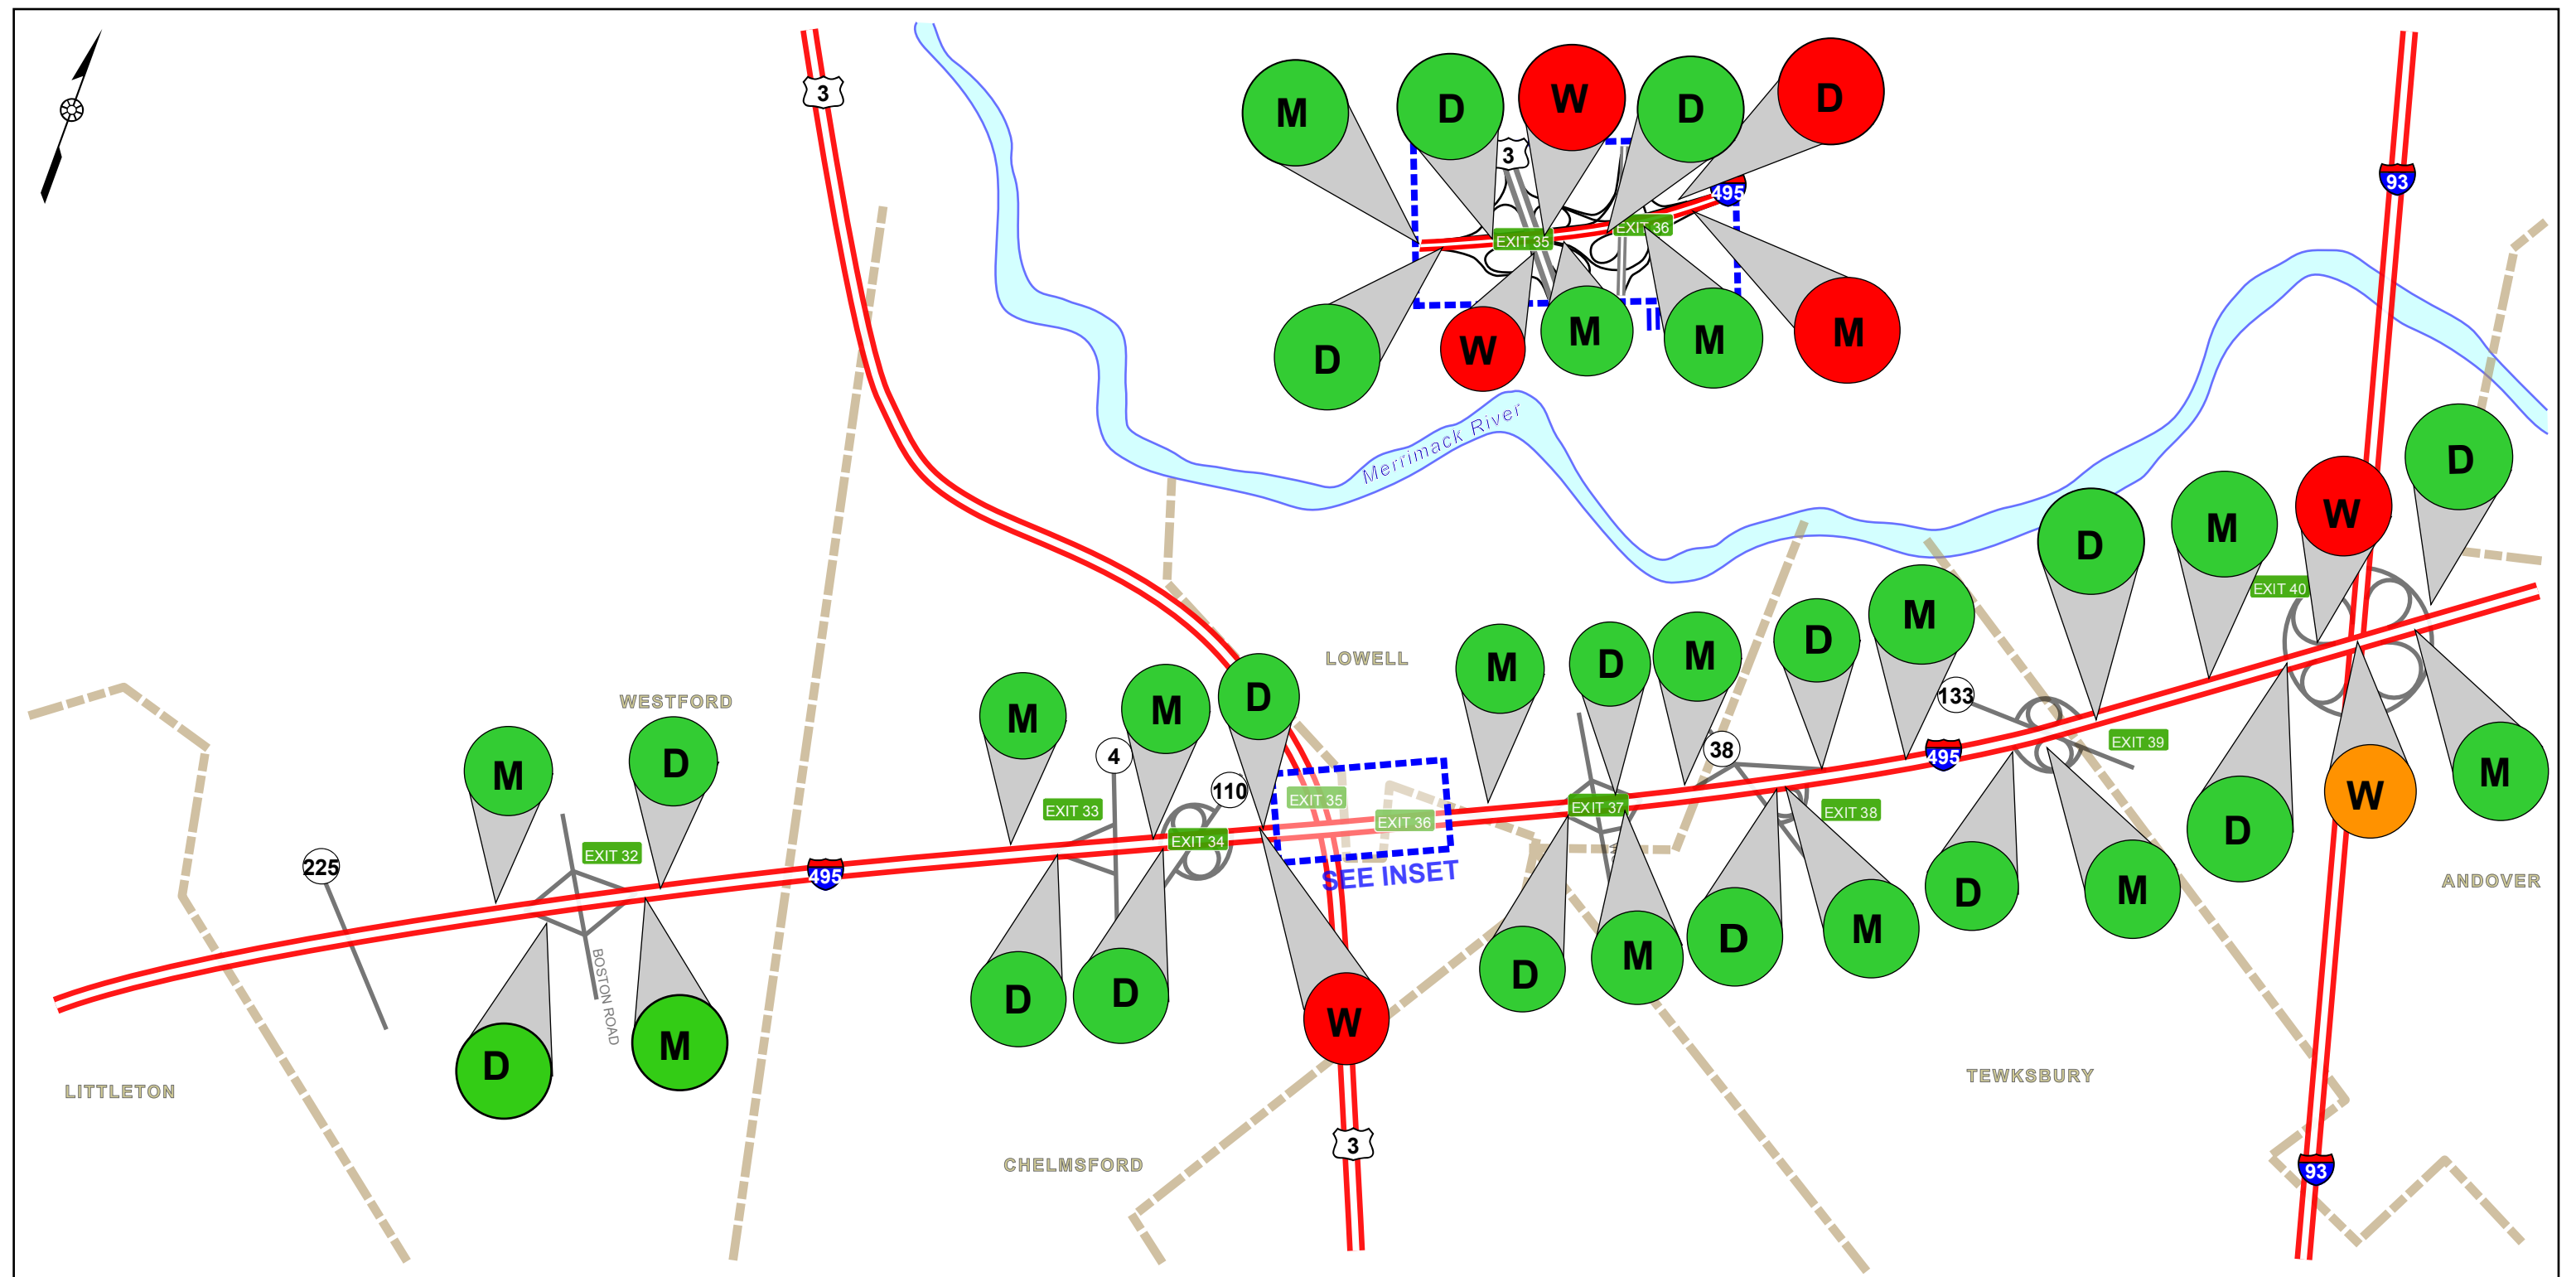 M
D
W
D
D
3
3
93
495
EXIT 36
EXIT 35
M
M
M
D
W
Merrimack River
D
W
M
D
D
EXIT 40
M
D
M
D
M
LOWELL
D
133
WESTFORD
M
M
D
EXIT 39
4
38
495
M
D
110
EXIT 35
W
M
EXIT 33
EXIT 37
EXIT 38
EXIT 36
D
EXIT 34
EXIT 32
225
495
SEE INSET
ANDOVER
D
M
D
M
D
M
D
D
W
BOSTON ROAD
M
D
TEWKSBURY
LITTLETON
3
CHELMSFORD
93